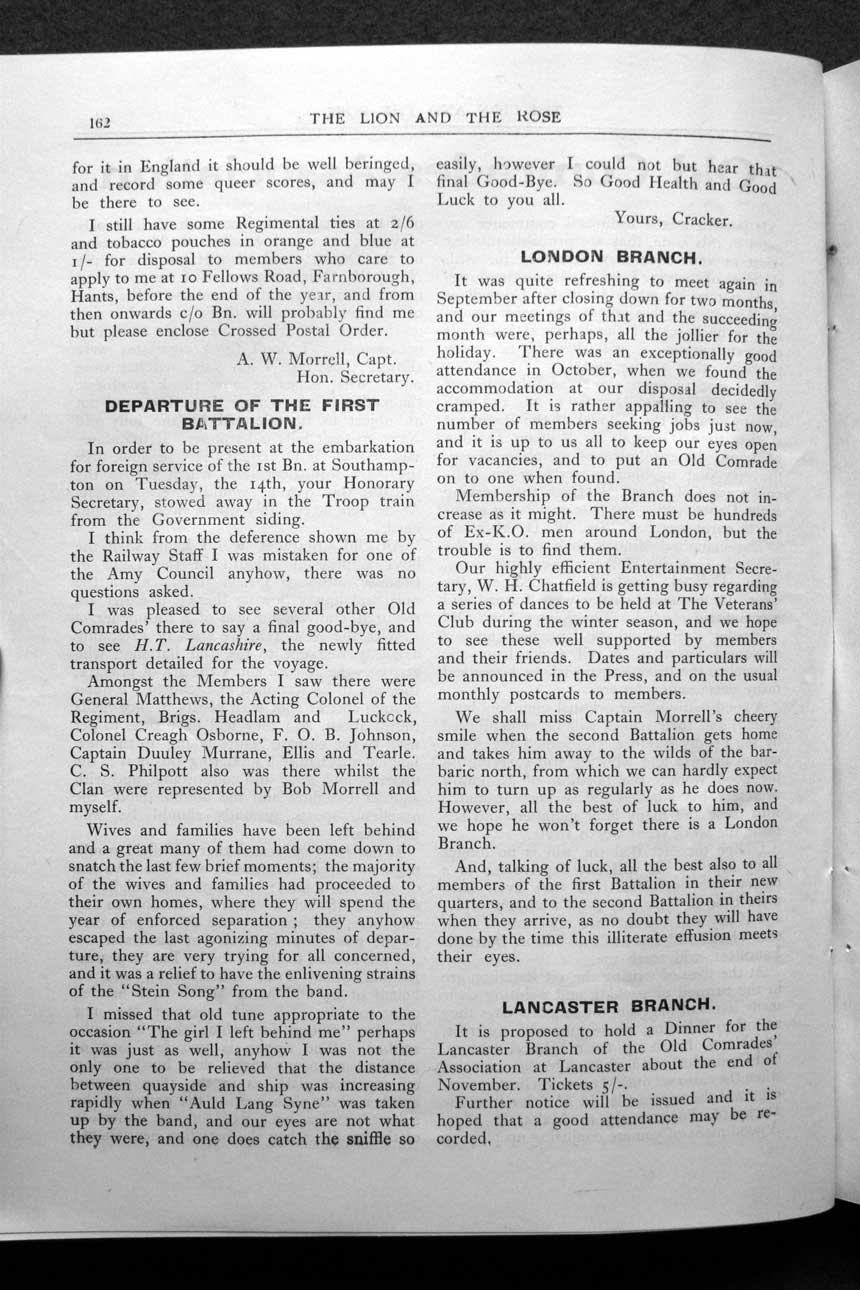 162
THE LION AND THE ROSE
for it in England it should be well beringed,
and record some queer scores, and may I
be there to see.
I still have some Regimental ties at 2/6
and tobacco pouches in orange and blue at
1/- for disposal to members who care to
apply to me at 10 Fellows Road, Farnborough,
Hants, before the end of the year, and from
then onwards c/o Bn. will probably find me
but please enclose Crossed Postal Order.
A. W. Morrell, Capt.
Hon. Secretary.
DEPARTURE OF THE FIRST
BATTALION.
In order to be present at the embarkation
for foreign service of the 1st Bn. at Southamp-
ton on Tuesday, the 14th, your Honorary
Secretary, stowed away in the Troop train
from the Government siding.
I think from the deference shown me by
the Railway Staff I was mistaken for one of
the Amy Council anyhow, there was no
questions asked.
I was pleased to see several other Old
Comrades' there to say a final good-bye, and
to see H.T. Lancashire, the newly fitted
transport detailed for the voyage.
Amongst the Members I saw there were
General Matthews, the Acting Colonel of the
Regiment, Brigs. Headlam and Luckcck,
Colonel Creagh Osborne, F. O. B. Johnson,
Captain Duuley Murrane, Ellis and Tearle.
C. S. Philpott also was there whilst the
Clan were represented by Bob Morrell and
myself.
Wives and families have been left behind
and a great many of them had come down to
snatch the last few brief moments; the majority
of the wives and families had proceeded to
their own homes, where they will spend the
year of enforced separation ; they anyhow
escaped the last agonizing minutes of depar-
ture, they are very trying for all concerned,
and it was a relief to have the enlivening strains
of the "Stein Song" from the band.
I missed that old tune appropriate to the
occasion "The girl I left behind me" perhaps
it was just as well, anyhow I was not the
only one to be relieved that the distance
between quayside and ship was increasing
rapidly when "Auld Lang Syne" was taken
up by the band, and our eyes are not what
they were, and one does catch the sniffle so
easily, however I could not but hear that
final Good-Bye. So Good Health and Good
Luck to you all.
Yours, Cracker.
LONDON BRANCH.
It was quite refreshing to meet again in
September after closing down for two months,
and our meetings of that and the succeeding
month were, perhaps, all the jollier for the
holiday. There was an exceptionally good
attendance in October, when we found the
accommodation at our disposal decidedly
cramped. It is rather appalling to see the
number of members seeking jobs just now,
and it is up to us all to keep our eyes open
for vacancies, and to put an Old Comrade
on to one when found.
Membership of the Branch does not in-
crease as it might. There must be hundreds
of Ex-K.O. men around London, but the
trouble is to find them.
Our highly efficient Entertainment Secre-
tary, W. H. Chatfield is getting busy regarding
a series of dances to be held at The Veterans'
Club during the winter season, and we hope
to see these well supported by members
and their friends. Dates and particulars will
be announced in the Press, and on the usual
monthly postcards to members.
We shall miss Captain Morrell's cheery
smile when the second Battalion gets home
and takes him away to the wilds of the bar-
baric north, from which we can hardly expect
him to turn up as regularly as he does now.
However, all the best of luck to him, and
we hope he won't forget there is a London
Branch.
And, talking of luck, all the best also to all
members of the first Battalion in their new
quarters, and to the second Battalion in theirs
when they arrive, as no doubt they will have
done by the time this illiterate effusion meets
their eyes.
LANCASTER BRANCH.
It is proposed to hold a Dinner for the
Lancaster Branch of the Old Comrades'
Association at Lancaster about the end of
November. Tickets 5/-.
Further notice will be issued and it is
hoped that a good attendance may be re-
corded,